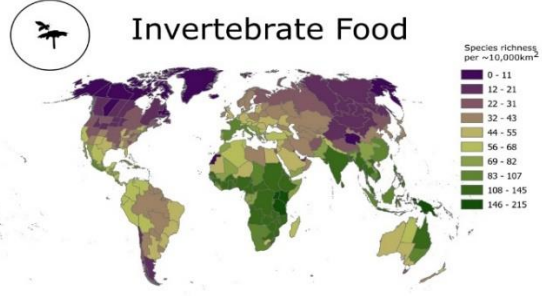 Invertebrate Food
Species richness
per ~10,000km2
0 - 11
12 - 21
22 - 31
32 - 43
44 - 55
56 - 68
69 - 82
83 - 107
108 - 145
146 - 215